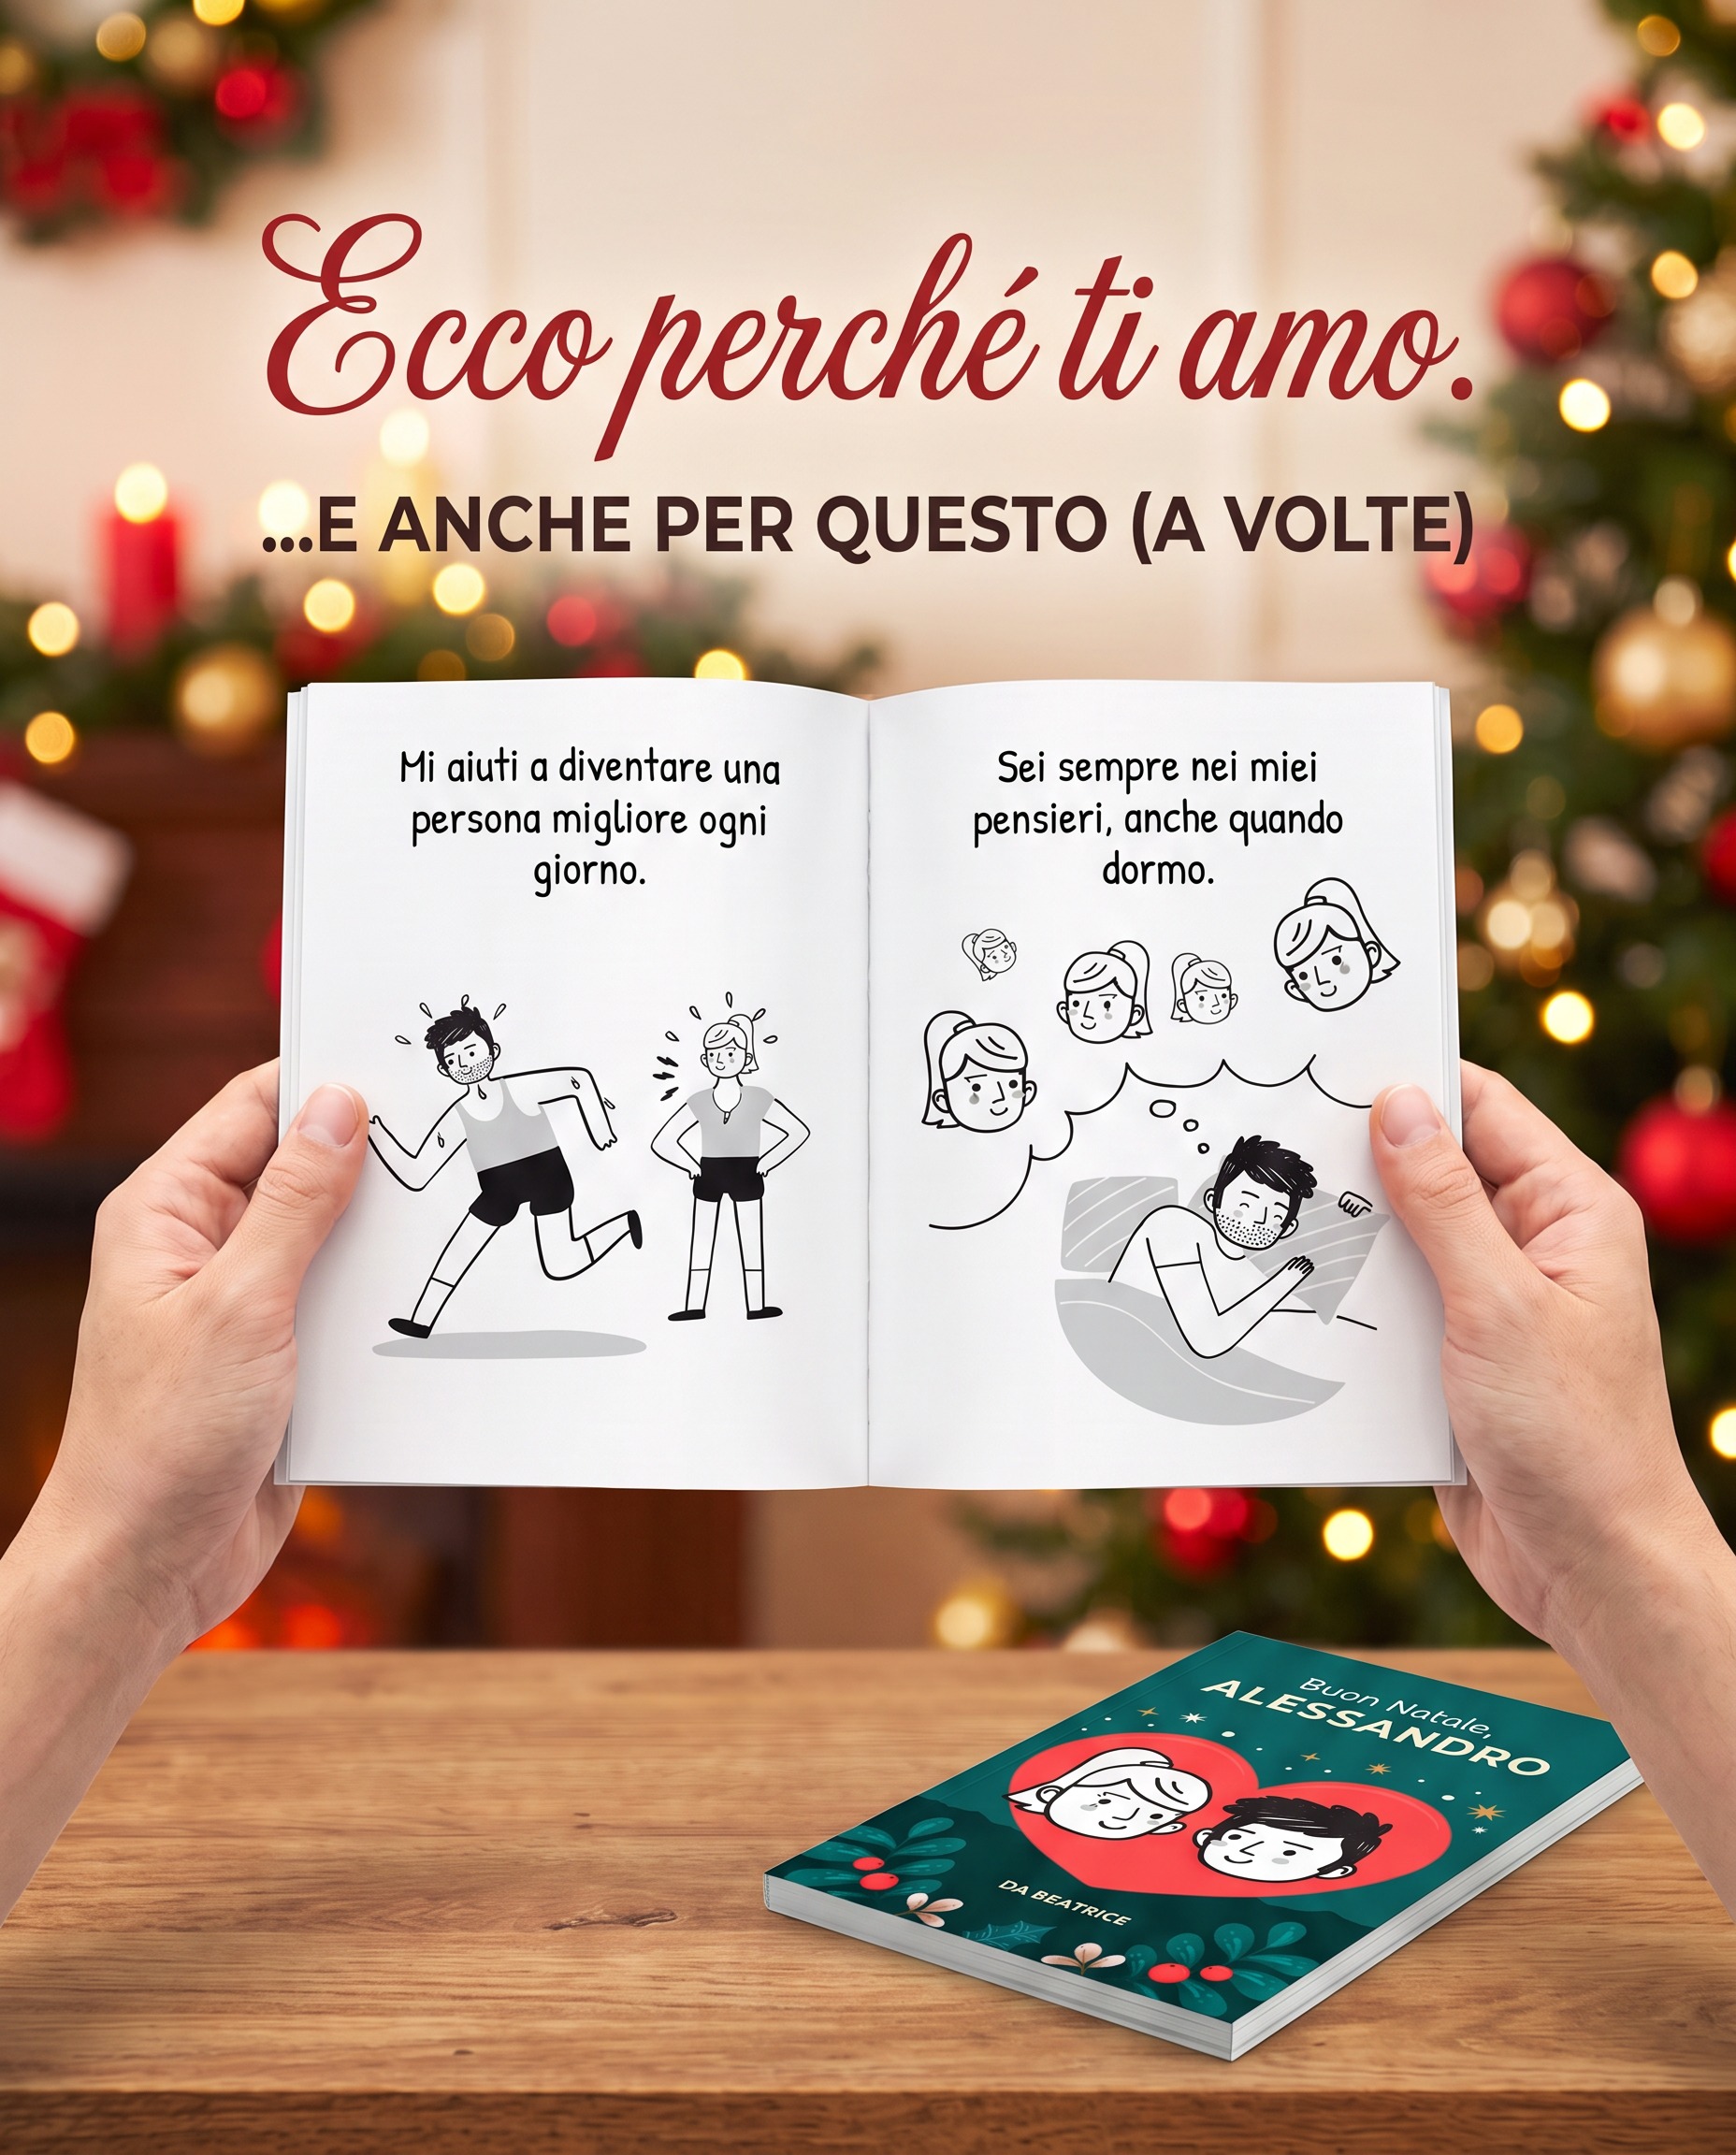 Ecco perché ti amo.
...E ANCHE PER QUESTO (A VOLTE)
Mi aiuti a diventare una
persona migliore ogni
giorno.
Sei sempre nei miei
pensieri, anche quando
dormo.
Buon Natale,
ALESSANDRO
DA BEATRICE